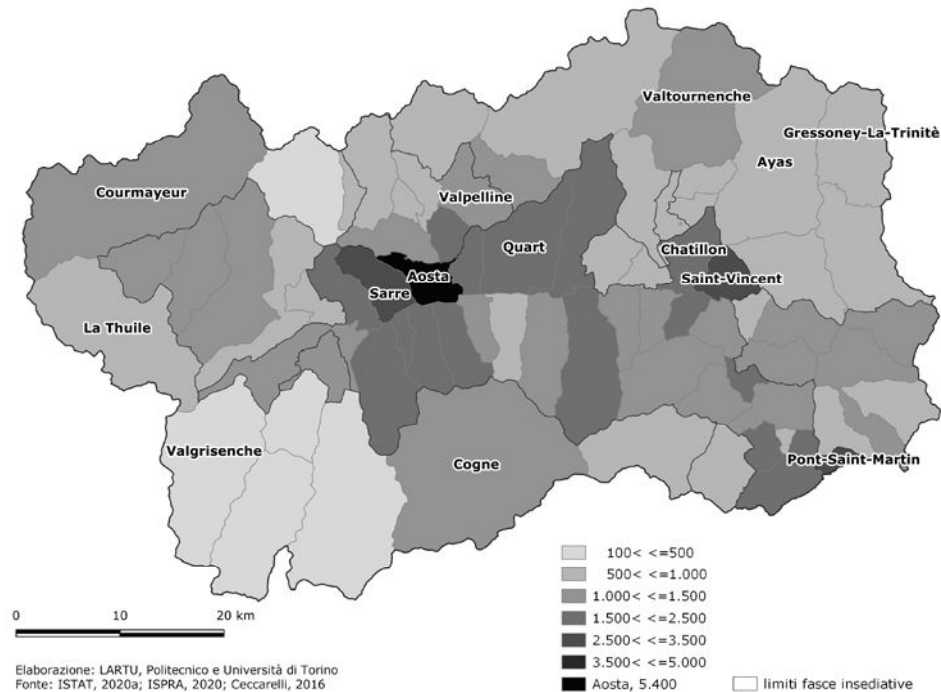 Valtournenche
Gressoney-La-Trinitè
Ayas
Courmayeur
Valpelline
Quart
Chatillon
Aosta
Saint-Vincent
Sarre
La Thuile
Valgrisenche
Cogne
Pont-Saint-Martin
100< <=500
500< <=1.000
1.000< <=1.500
1.500< <=2.500
2.500< <=3.500
3.500< <=5.000
Aosta, 5.400
limiti fasce insediative
0 10 20 km
Elaborazione: LARTU, Politecnico e Università di Torino
Fonte: ISTAT, 2020a; ISPRA, 2020; Ceccarelli, 2016